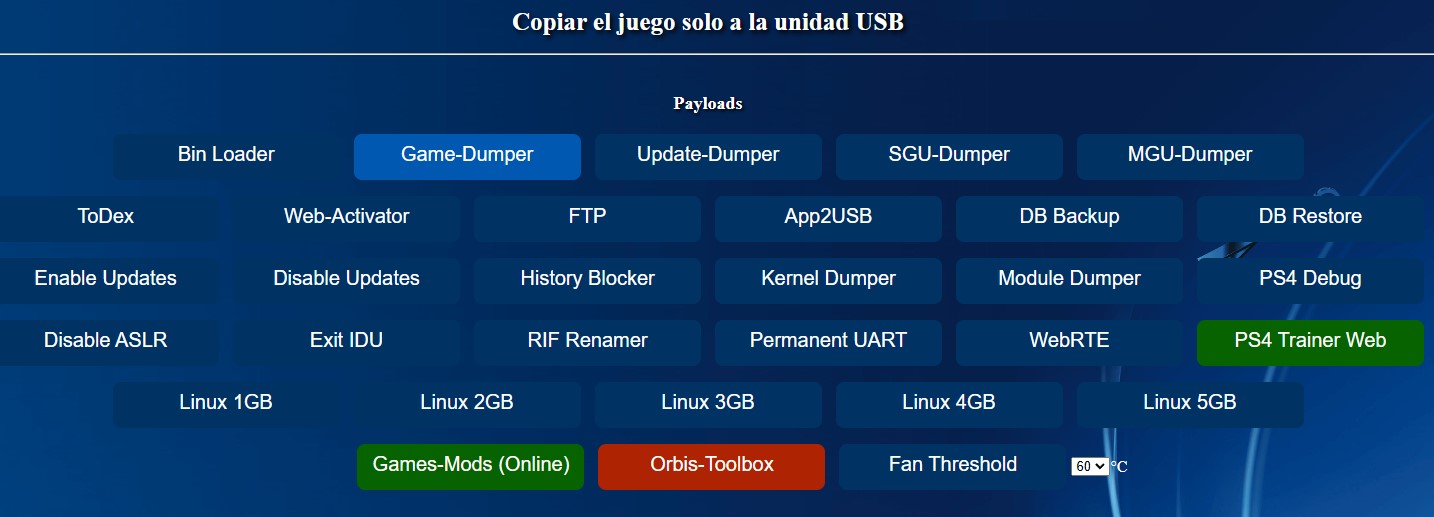 Copiar el juego solo a la unidad USB
Payloads
Bin Loader Game-Dumper Update-Dumper SGU-Dumper MGU-Dumper
ToDex Web-Activator FTP App2USB DB Backup DB Restore
Enable Updates Disable Updates History Blocker Kernel Dumper Module Dumper PS4 Debug
Disable ASLR Exit IDU RIF Renamer Permanent UART WebRTE PS4 Trainer Web
Linux 1GB Linux 2GB Linux 3GB Linux 4GB Linux 5GB
Games-Mods (Online) Orbis-Toolbox Fan Threshold 60 °C